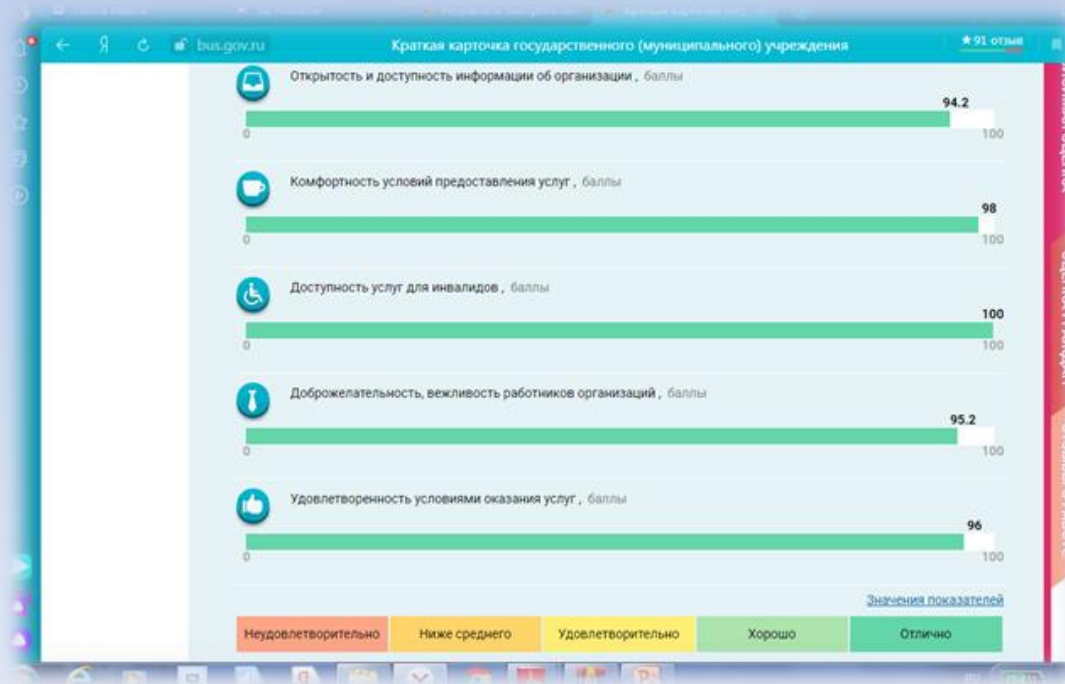 bus.gov.ru
Краткая карточка государственного (муниципального) учреждения
★91 отзыв
Открытость и доступность информации об организации, баллы
94.2
0
100
Комфортность условий предоставления услуг, баллы
98
0
100
Доступность услуг для инвалидов, баллы
100
0
100
Доброжелательность, вежливость работников организаций, баллы
95.2
0
100
Удовлетворенность условиями оказания услуг, баллы
96
0
100
Значения показателей
Неудовлетворительно Ниже среднего Удовлетворительно Хорошо Отлично